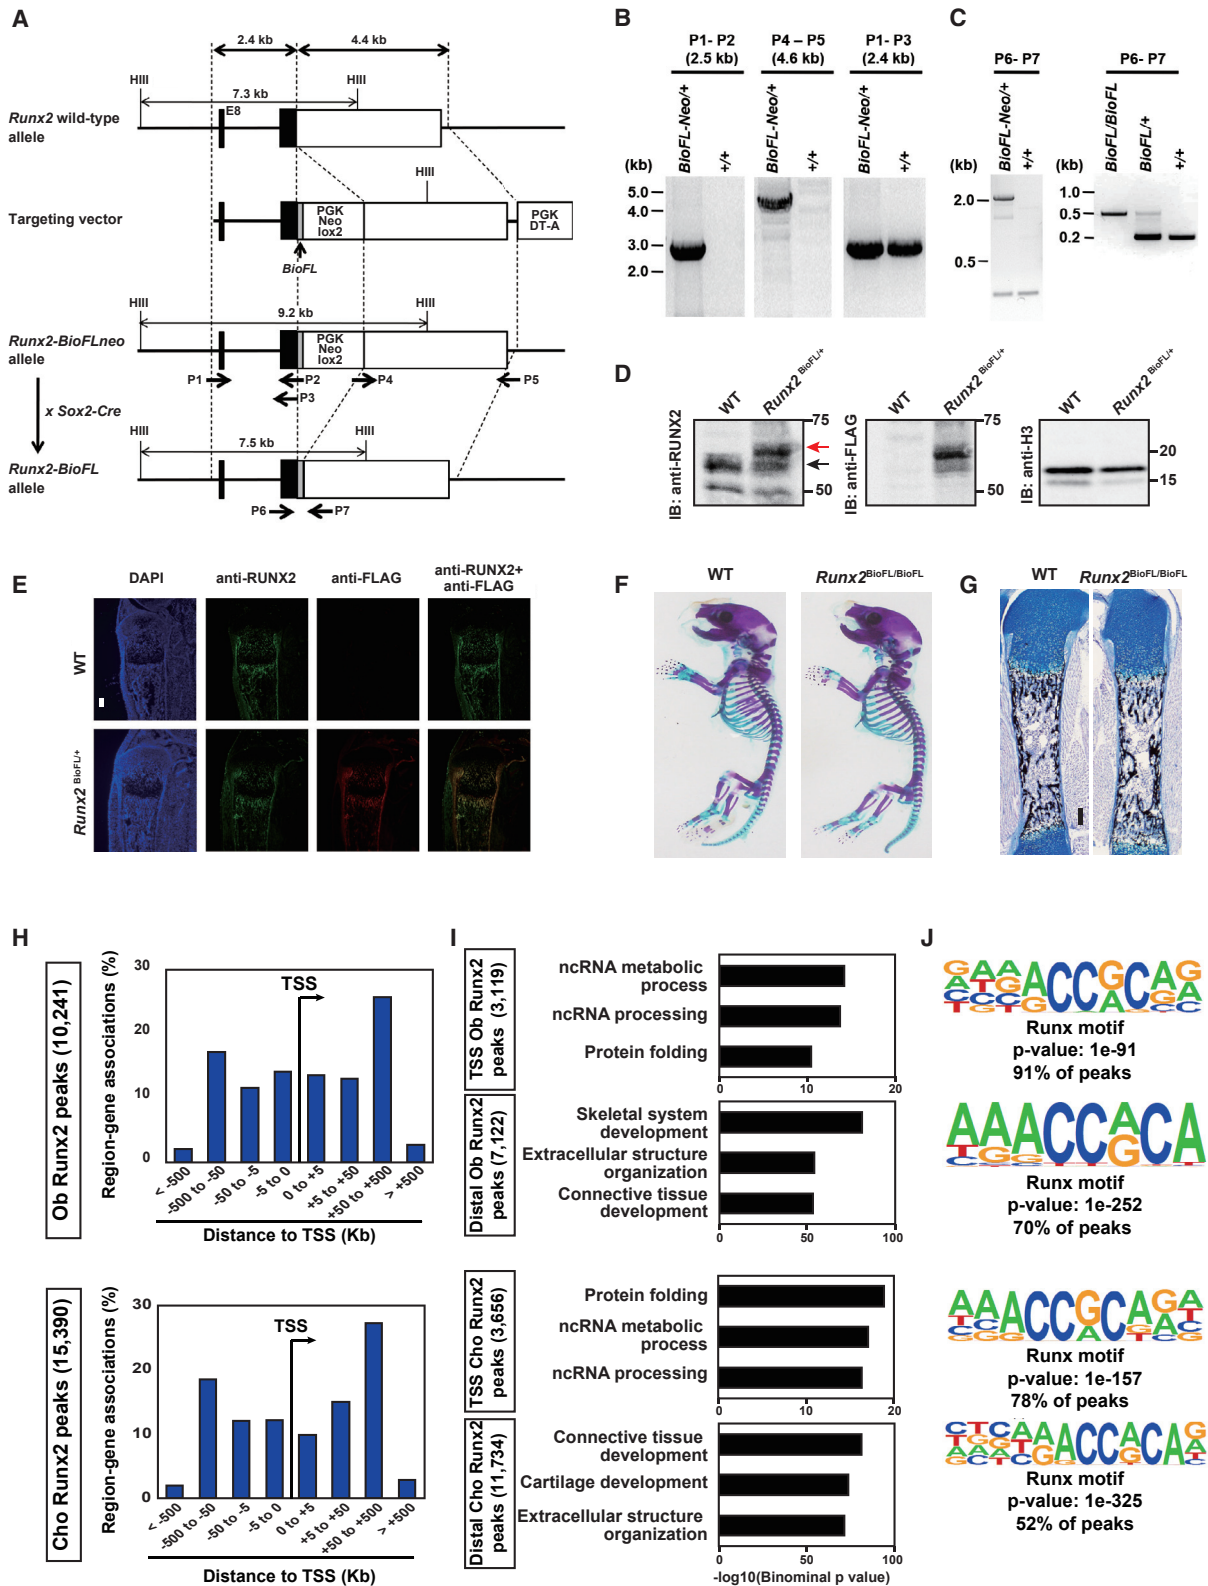 A
2.4 kb
4.4 kb
HIII
HIII
7.3 kb
E8
Runx2 wild-type
allele
HIII
Targeting vector
PGK
Neo
lox2
PGK
DT-A
BioFL
HIII
HIII
9.2 kb
Runx2-BioFLneo
allele
PGK
Neo
lox2
P1
P2
P4
P5
P3
x Sox2-Cre
HIII
HIII
7.5 kb
Runx2-BioFL
allele
P6
P7
B
P1- P2
(2.5 kb)
P4 – P5
(4.6 kb)
P1- P3
(2.4 kb)
BioFL-Neo/+
+/+
BioFL-Neo/+
+/+
BioFL-Neo/+
+/+
(kb)
5.0
4.0
3.0
2.0
C
P6- P7
P6- P7
BioFL-Neo/+
+/+
BioFL/BioFL
BioFL/+
+/+
(kb)
2.0
0.5
(kb)
1.0
0.5
0.2
D
WT
Runx2 BioFL/+
IB: anti-RUNX2
75
50
WT
Runx2 BioFL/+
IB: anti-FLAG
75
50
WT
Runx2 BioFL/+
IB: anti-H3
20
15
E
DAPI
anti-RUNX2
anti-FLAG
anti-RUNX2+
anti-FLAG
WT
Runx2 BioFL/+
F
WT
Runx2BioFL/BioFL
G
WT
Runx2BioFL/BioFL
H
Ob Runx2 peaks (10,241)
Region-gene associations (%)
30
20
10
0
TSS
< -500
-500 to -50
-50 to -5
-5 to 0
0 to +5
+5 to +50
+50 to +500
> +500
Distance to TSS (Kb)
Cho Runx2 peaks (15,390)
Region-gene associations (%)
30
20
10
0
TSS
< -500
-500 to -50
-50 to -5
-5 to 0
0 to +5
+5 to +50
+50 to +500
> +500
Distance to TSS (Kb)
I
TSS Ob Runx2
peaks (3,119)
ncRNA metabolic
process
ncRNA processing
Protein folding
0
10
20
Distal Ob Runx2
peaks (7,122)
Skeletal system
development
Extracellular structure
organization
Connective tissue
development
0
50
100
TSS Cho Runx2
peaks (3,656)
Protein folding
ncRNA metabolic
process
ncRNA processing
0
10
20
Distal Cho Runx2
peaks (11,734)
Connective tissue
development
Cartilage development
Extracellular structure
organization
0
50
100
-log10(Binominal p value)
J
Runx motif
p-value: 1e-91
91% of peaks
Runx motif
p-value: 1e-252
70% of peaks
Runx motif
p-value: 1e-157
78% of peaks
Runx motif
p-value: 1e-325
52% of peaks